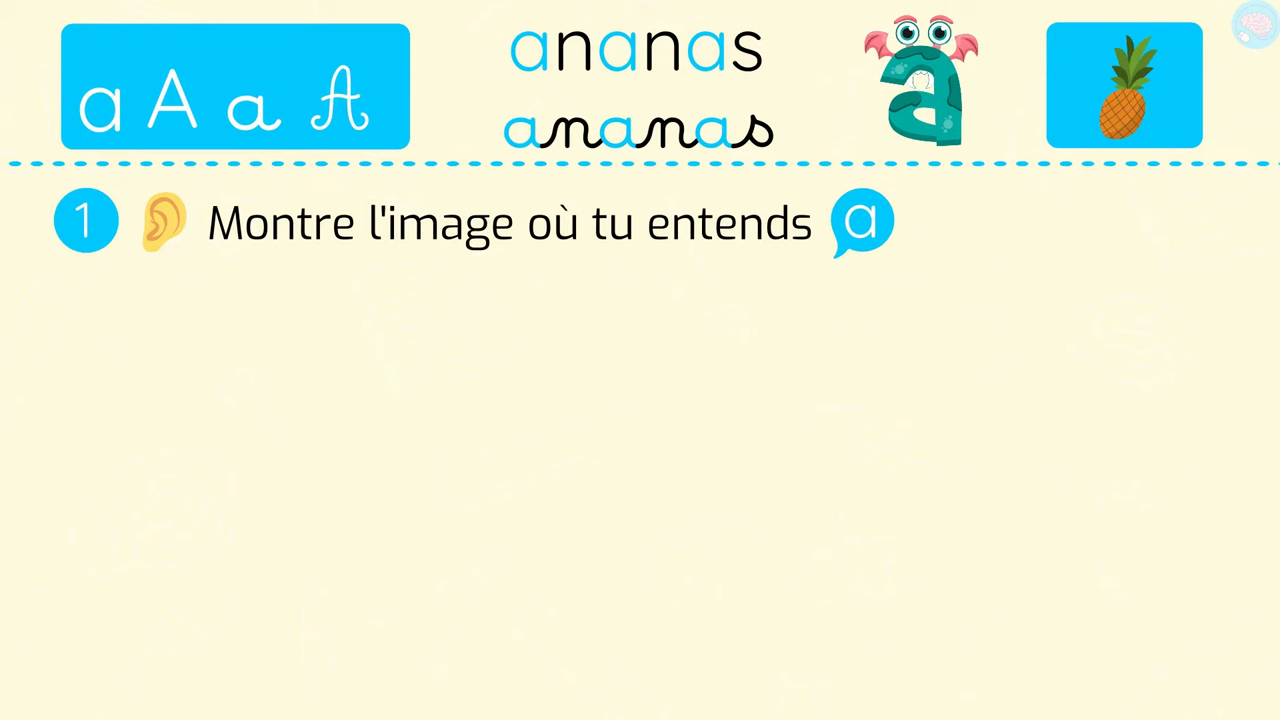 a A a A
ananas
ananas
a
1 Montre l'image où tu entends a